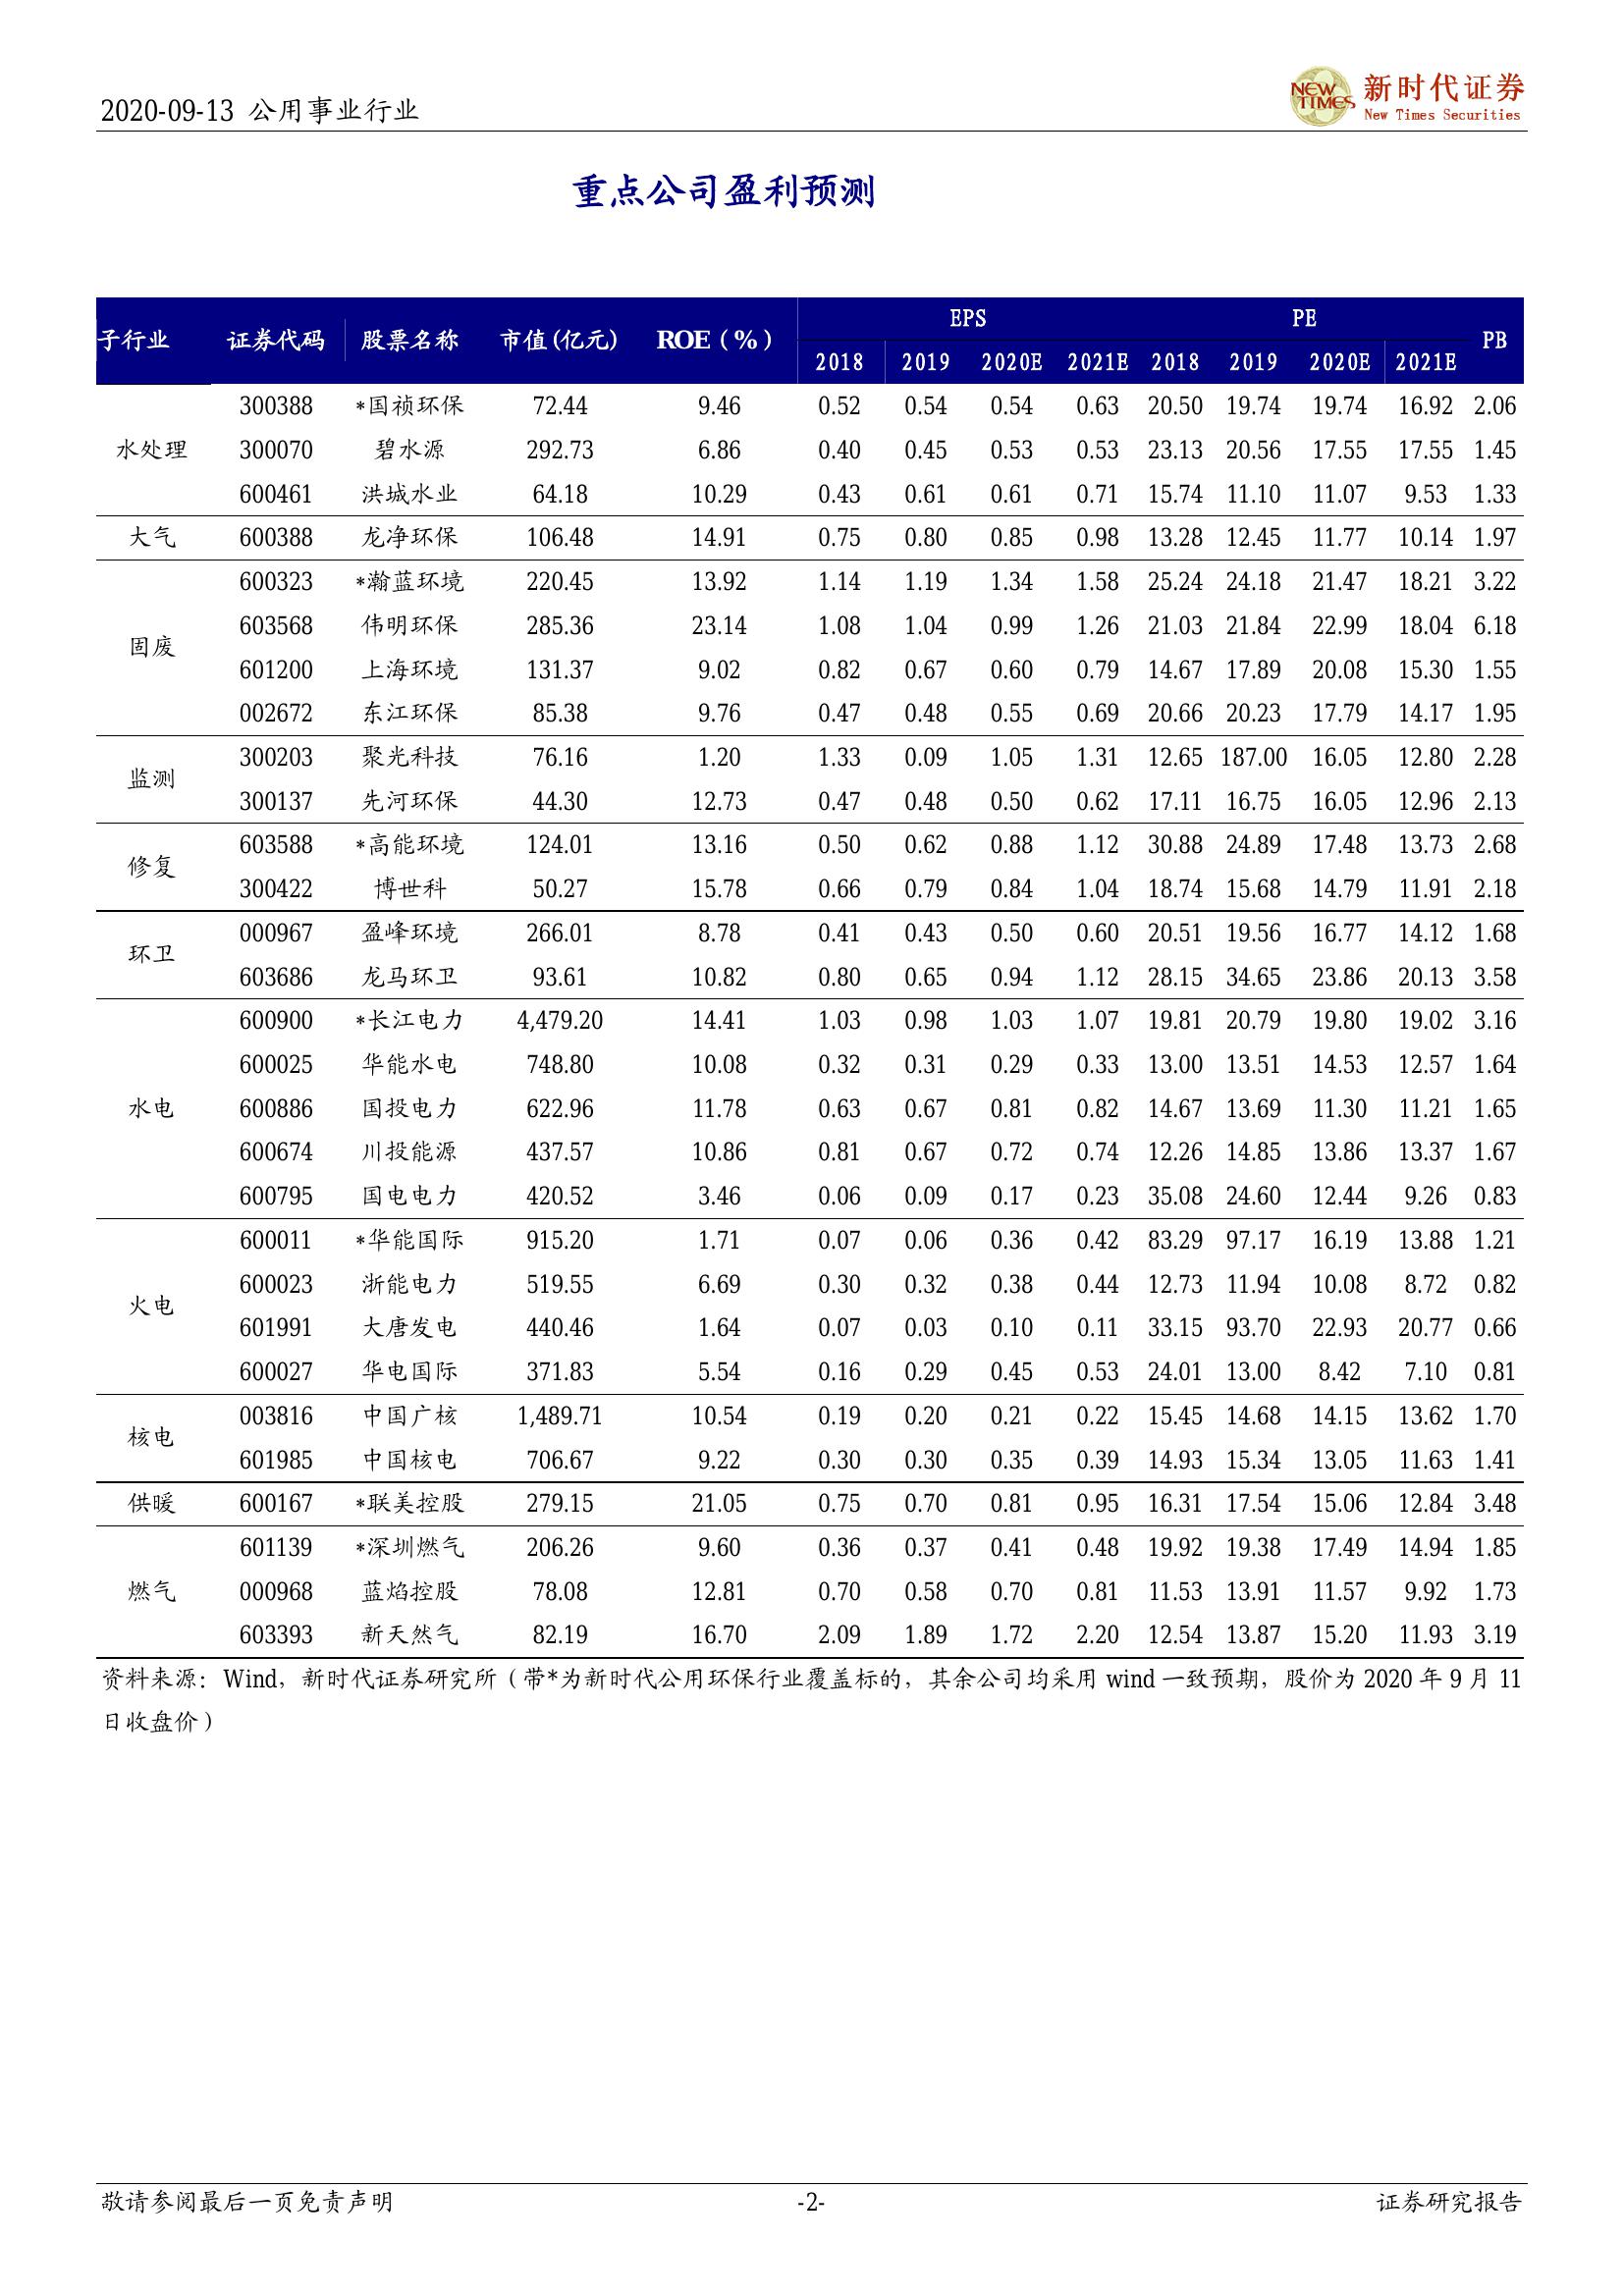 2020-09-13 公用事业行业
NEW TIMES 新时代证券
New Times Securities
重点公司盈利预测
子行业 证券代码 股票名称 市值(亿元) ROE（%） EPS PE PB
2018 2019 2020E 2021E 2018 2019 2020E 2021E
水处理 300388 *国祯环保 72.44 9.46 0.52 0.54 0.54 0.63 20.50 19.74 19.74 16.92 2.06
300070 碧水源 292.73 6.86 0.40 0.45 0.53 0.53 23.13 20.56 17.55 17.55 1.45
600461 洪城水业 64.18 10.29 0.43 0.61 0.61 0.71 15.74 11.10 11.07 9.53 1.33
大气 600388 龙净环保 106.48 14.91 0.75 0.80 0.85 0.98 13.28 12.45 11.77 10.14 1.97
固废 600323 *瀚蓝环境 220.45 13.92 1.14 1.19 1.34 1.58 25.24 24.18 21.47 18.21 3.22
603568 伟明环保 285.36 23.14 1.08 1.04 0.99 1.26 21.03 21.84 22.99 18.04 6.18
601200 上海环境 131.37 9.02 0.82 0.67 0.60 0.79 14.67 17.89 20.08 15.30 1.55
002672 东江环保 85.38 9.76 0.47 0.48 0.55 0.69 20.66 20.23 17.79 14.17 1.95
监测 300203 聚光科技 76.16 1.20 1.33 0.09 1.05 1.31 12.65 187.00 16.05 12.80 2.28
300137 先河环保 44.30 12.73 0.47 0.48 0.50 0.62 17.11 16.75 16.05 12.96 2.13
修复 603588 *高能环境 124.01 13.16 0.50 0.62 0.88 1.12 30.88 24.89 17.48 13.73 2.68
300422 博世科 50.27 15.78 0.66 0.79 0.84 1.04 18.74 15.68 14.79 11.91 2.18
环卫 000967 盈峰环境 266.01 8.78 0.41 0.43 0.50 0.60 20.51 19.56 16.77 14.12 1.68
603686 龙马环卫 93.61 10.82 0.80 0.65 0.94 1.12 28.15 34.65 23.86 20.13 3.58
水电 600900 *长江电力 4,479.20 14.41 1.03 0.98 1.03 1.07 19.81 20.79 19.80 19.02 3.16
600025 华能水电 748.80 10.08 0.32 0.31 0.29 0.33 13.00 13.51 14.53 12.57 1.64
600886 国投电力 622.96 11.78 0.63 0.67 0.81 0.82 14.67 13.69 11.30 11.21 1.65
600674 川投能源 437.57 10.86 0.81 0.67 0.72 0.74 12.26 14.85 13.86 13.37 1.67
600795 国电电力 420.52 3.46 0.06 0.09 0.17 0.23 35.08 24.60 12.44 9.26 0.83
火电 600011 *华能国际 915.20 1.71 0.07 0.06 0.36 0.42 83.29 97.17 16.19 13.88 1.21
600023 浙能电力 519.55 6.69 0.30 0.32 0.38 0.44 12.73 11.94 10.08 8.72 0.82
601991 大唐发电 440.46 1.64 0.07 0.03 0.10 0.11 33.15 93.70 22.93 20.77 0.66
600027 华电国际 371.83 5.54 0.16 0.29 0.45 0.53 24.01 13.00 8.42 7.10 0.81
核电 003816 中国广核 1,489.71 10.54 0.19 0.20 0.21 0.22 15.45 14.68 14.15 13.62 1.70
601985 中国核电 706.67 9.22 0.30 0.30 0.35 0.39 14.93 15.34 13.05 11.63 1.41
供暖 600167 *联美控股 279.15 21.05 0.75 0.70 0.81 0.95 16.31 17.54 15.06 12.84 3.48
燃气 601139 *深圳燃气 206.26 9.60 0.36 0.37 0.41 0.48 19.92 19.38 17.49 14.94 1.85
000968 蓝焰控股 78.08 12.81 0.70 0.58 0.70 0.81 11.53 13.91 11.57 9.92 1.73
603393 新天然气 82.19 16.70 2.09 1.89 1.72 2.20 12.54 13.87 15.20 11.93 3.19
资料来源：Wind，新时代证券研究所（带*为新时代公用环保行业覆盖标的，其余公司均采用 wind 一致预期，股价为 2020 年 9 月 11
日收盘价）
敬请参阅最后一页免责声明 -2- 证券研究报告